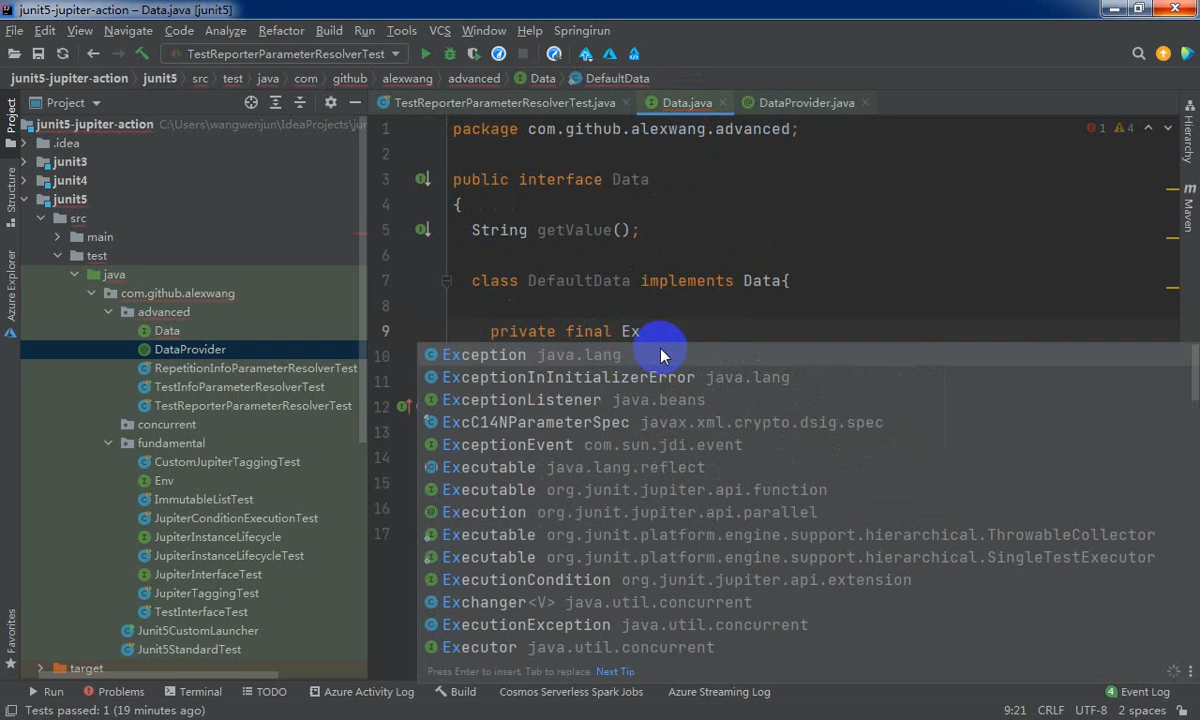 junit5-jupiter-action – Data.java [junit5]
File Edit View Navigate Code Analyze Refactor Build Run Tools VCS Window Help Springirun
TestReporterParameterResolverTest
junit5-jupiter-action junit5 src test java com github alexwang advanced Data DefaultData
Project
TestReporterParameterResolverTest.java
Data.java
DataProvider.java
Project
Structure
Azure Explorer
Favorites
Hierarchy
Maven
junit5-jupiter-action C:\Users\wangwenjun\IdeaProjects\jun
.idea
junit3
junit4
junit5
src
main
test
java
com.github.alexwang
advanced
Data
DataProvider
RepetitionInfoParameterResolverTest
TestInfoParameterResolverTest
TestReporterParameterResolverTest
concurrent
fundamental
CustomJupiterTaggingTest
Env
ImmutableListTest
JupiterConditionExecutionTest
JupiterInstanceLifecycle
JupiterInstanceLifecycleTest
JupiterInterfaceTest
JupiterTaggingTest
TestInterfaceTest
Junit5CustomLauncher
Junit5StandardTest
target
1 package com.github.alexwang.advanced;
1 4
2
3 public interface Data
4 {
5 String getValue();
6
7 class DefaultData implements Data{
8
9 private final Ex
10
11
12
13
14
15
16
17
Exception java.lang
ExceptionInInitializerError java.lang
ExceptionListener java.beans
ExcC14NParameterSpec javax.xml.crypto.dsig.spec
ExceptionEvent com.sun.jdi.event
Executable java.lang.reflect
Executable org.junit.jupiter.api.function
Execution org.junit.jupiter.api.parallel
Executable org.junit.platform.engine.support.hierarchical.ThrowableCollector
Executable org.junit.platform.engine.support.hierarchical.SingleTestExecutor
ExecutionCondition org.junit.jupiter.api.extension
Exchanger<V> java.util.concurrent
ExecutionException java.util.concurrent
Executor java.util.concurrent
Press Enter to insert, Tab to replace Next Tip
Run Problems Terminal TODO Azure Activity Log Build Cosmos Serverless Spark Jobs Azure Streaming Log 4 Event Log
Tests passed: 1 (19 minutes ago) 9:21 CRLF UTF-8 2 spaces